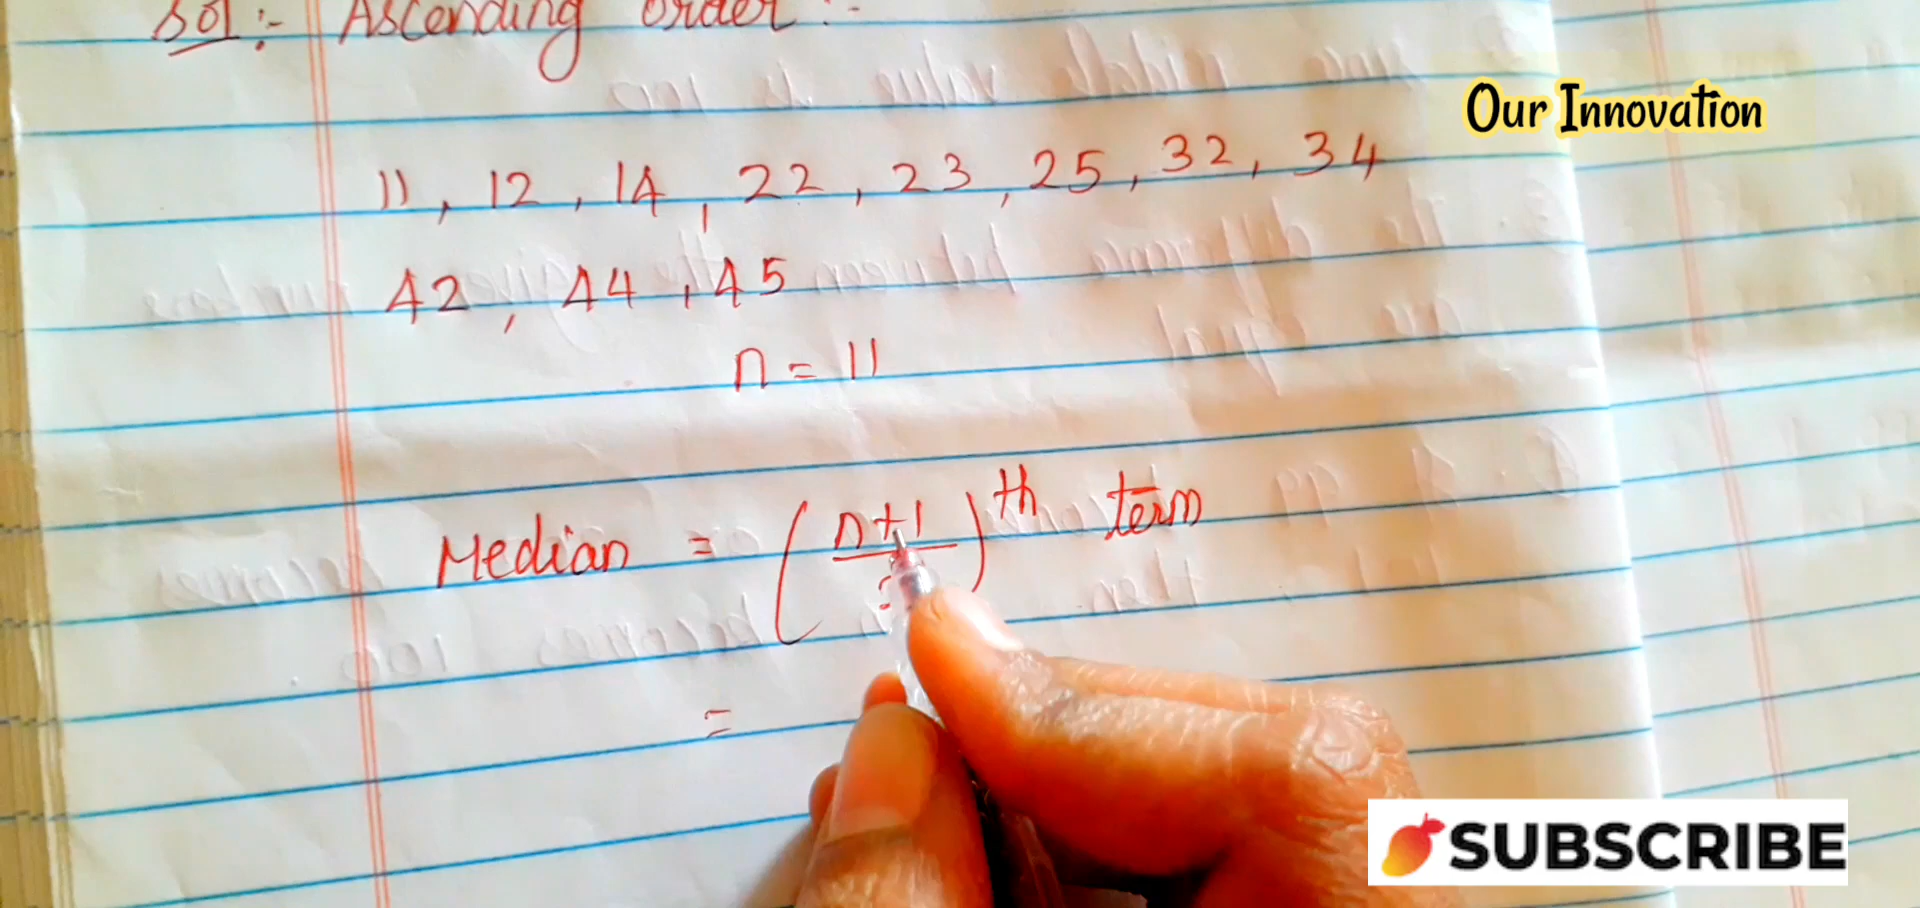 Sol:- Ascending order:-
Our Innovation
11, 12, 14, 22, 23, 25, 32, 34
42, 44, 45
n = 11
Median = (n+1/2)th term
=
SUBSCRIBE